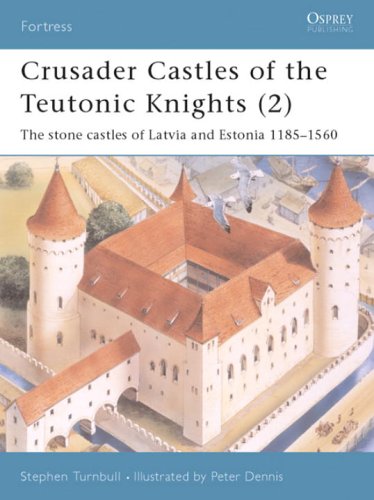 Fortress
OSPREY
PUBLISHING
Crusader Castles of the
Teutonic Knights (2)
The stone castles of Latvia and Estonia 1185–1560
Stephen Turnbull · Illustrated by Peter Dennis